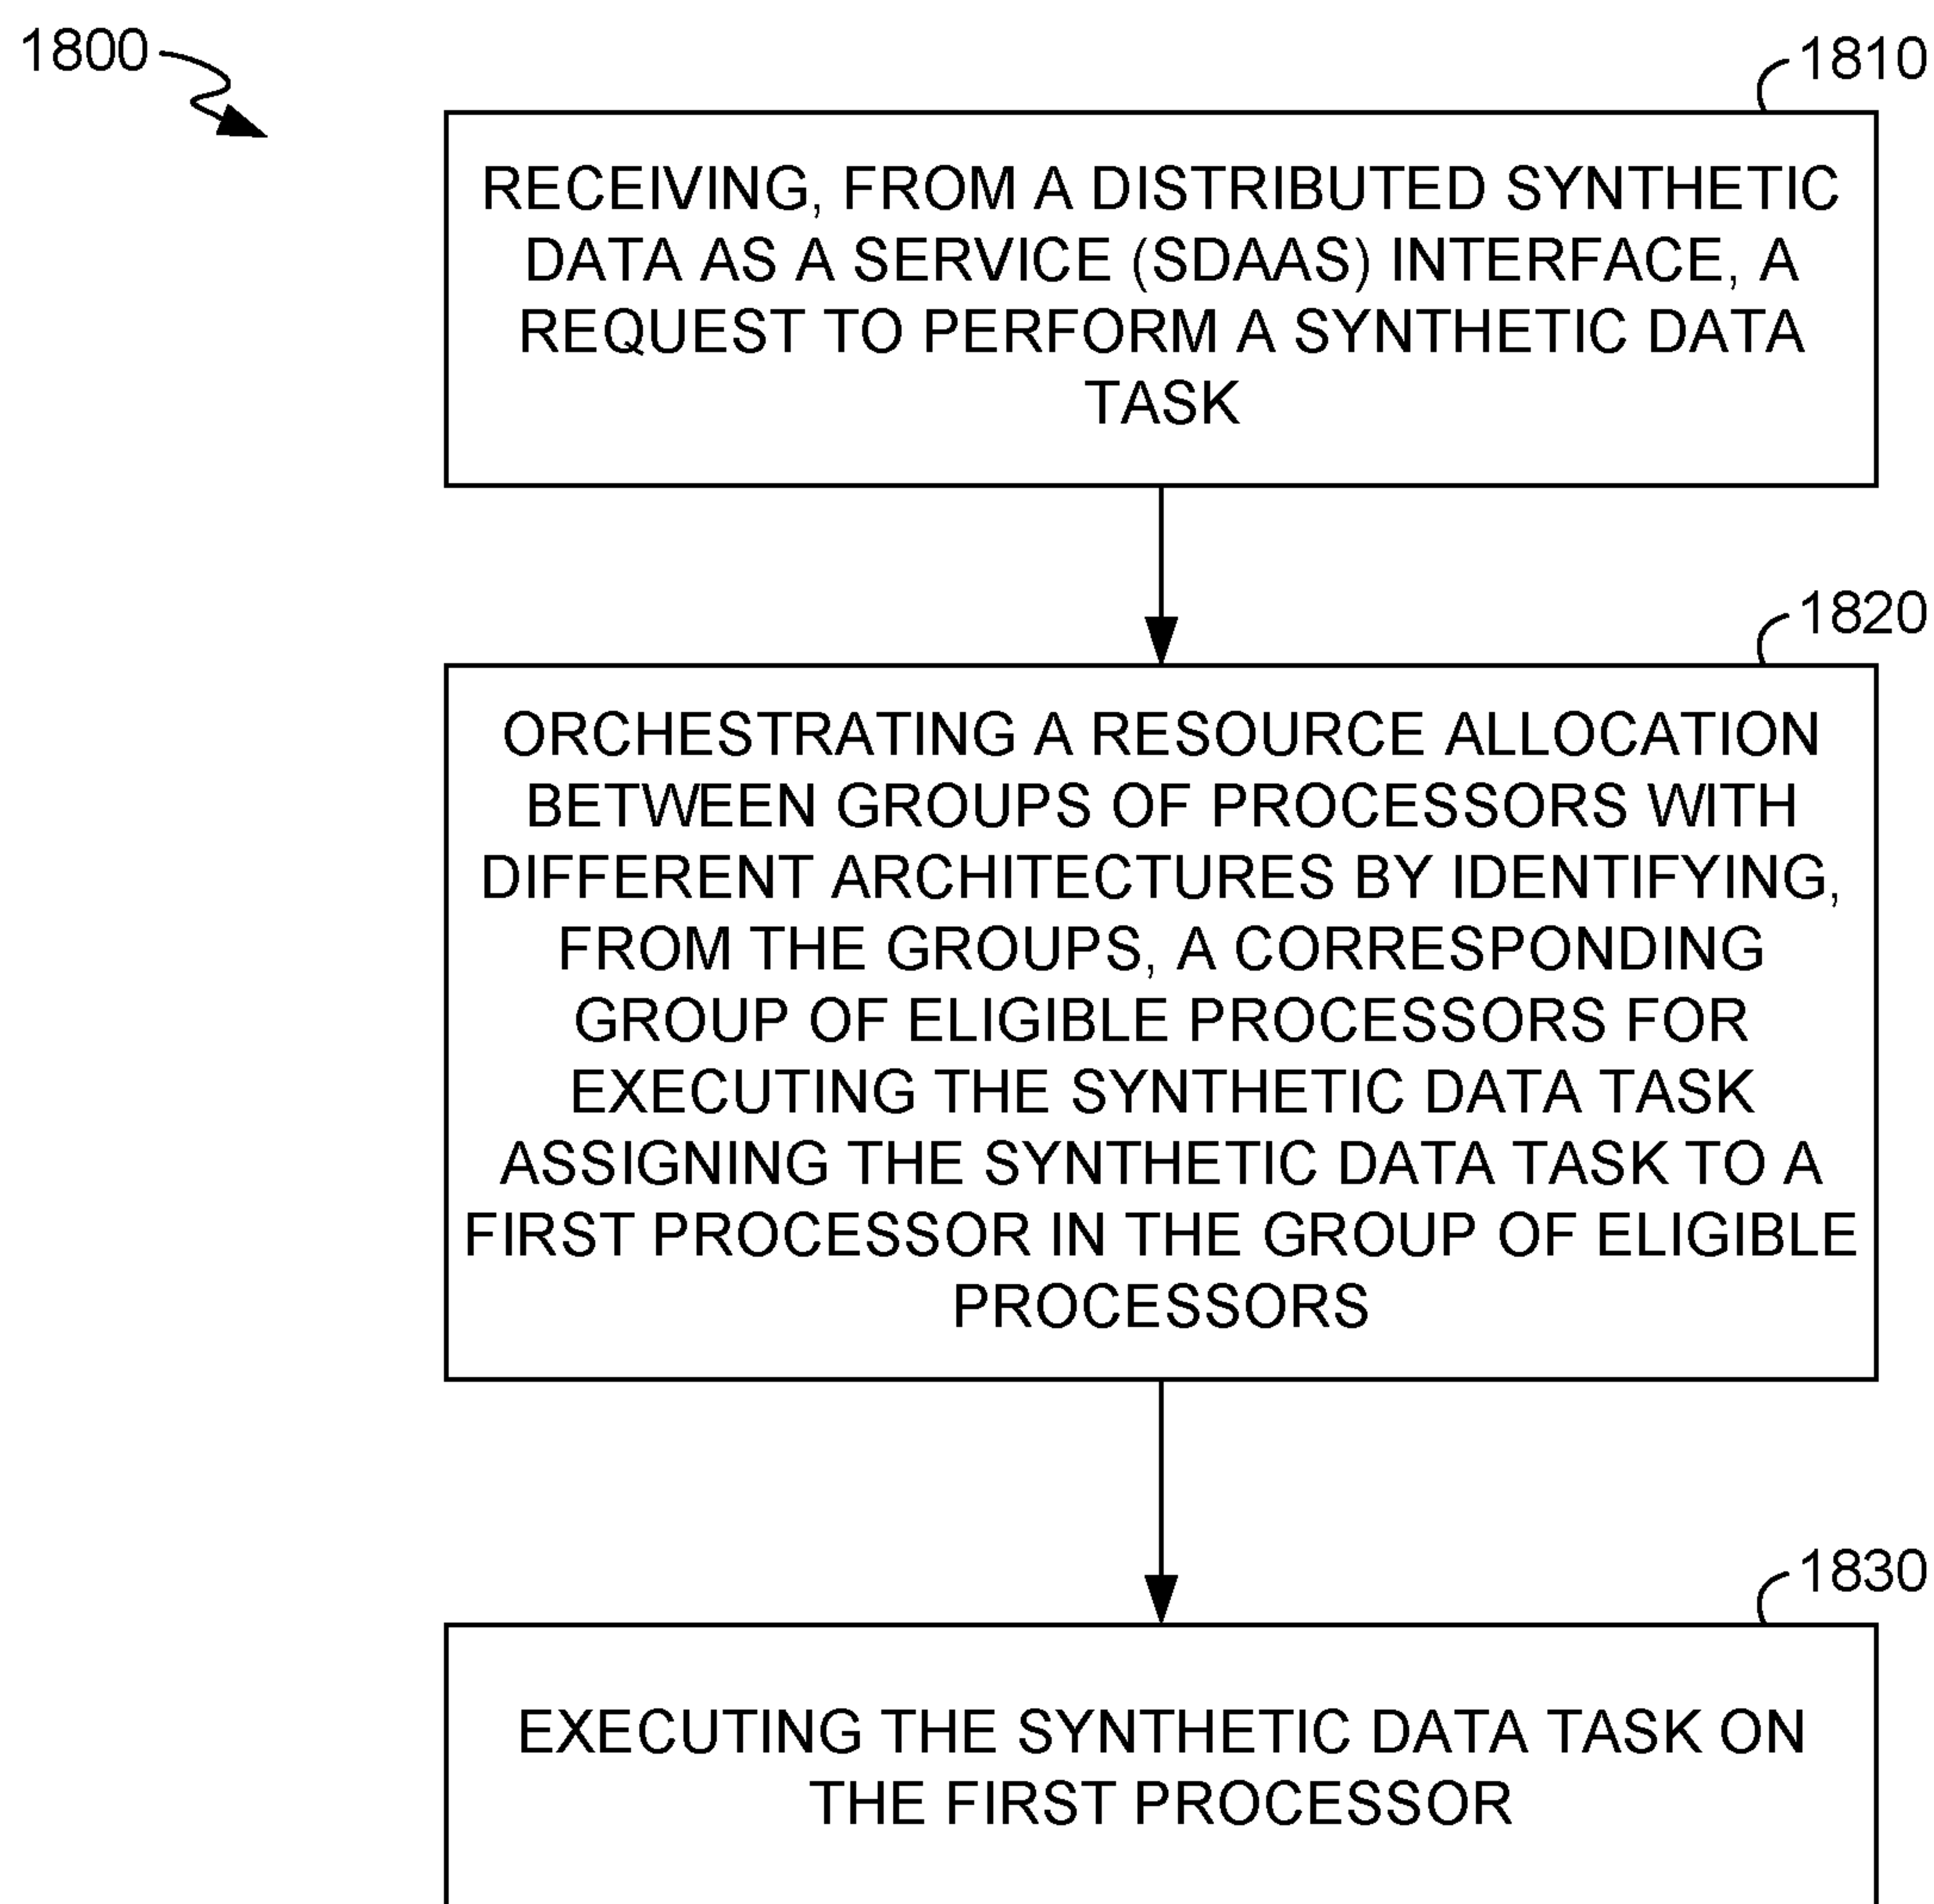 1800
1810
RECEIVING, FROM A DISTRIBUTED SYNTHETIC
DATA AS A SERVICE (SDAAS) INTERFACE, A
REQUEST TO PERFORM A SYNTHETIC DATA
TASK
1820
ORCHESTRATING A RESOURCE ALLOCATION
BETWEEN GROUPS OF PROCESSORS WITH
DIFFERENT ARCHITECTURES BY IDENTIFYING,
FROM THE GROUPS, A CORRESPONDING
GROUP OF ELIGIBLE PROCESSORS FOR
EXECUTING THE SYNTHETIC DATA TASK
ASSIGNING THE SYNTHETIC DATA TASK TO A
FIRST PROCESSOR IN THE GROUP OF ELIGIBLE
PROCESSORS
1830
EXECUTING THE SYNTHETIC DATA TASK ON
THE FIRST PROCESSOR